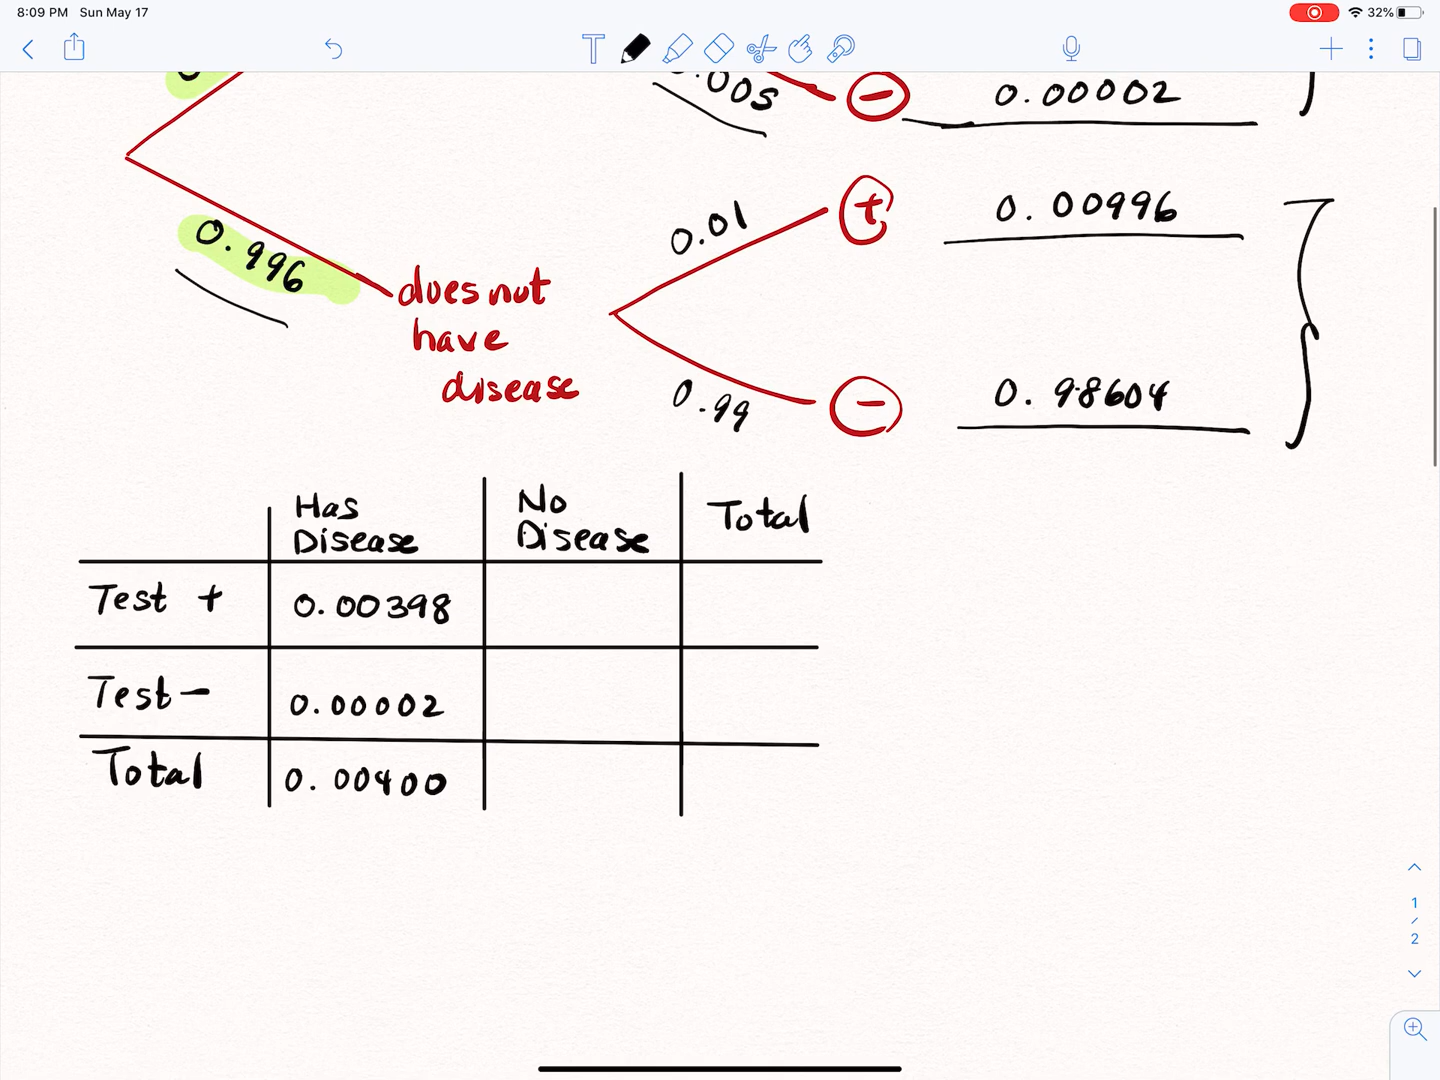 8:09 PM Sun May 17
32%
T
.005
0.00002
0.01
+
0.00996
0.996
does not
have
disease
0.99
0.98604
Has
Disease
No
Disease
Total
Test + 0.00398
Test - 0.00002
Total 0.00400
1
/
2